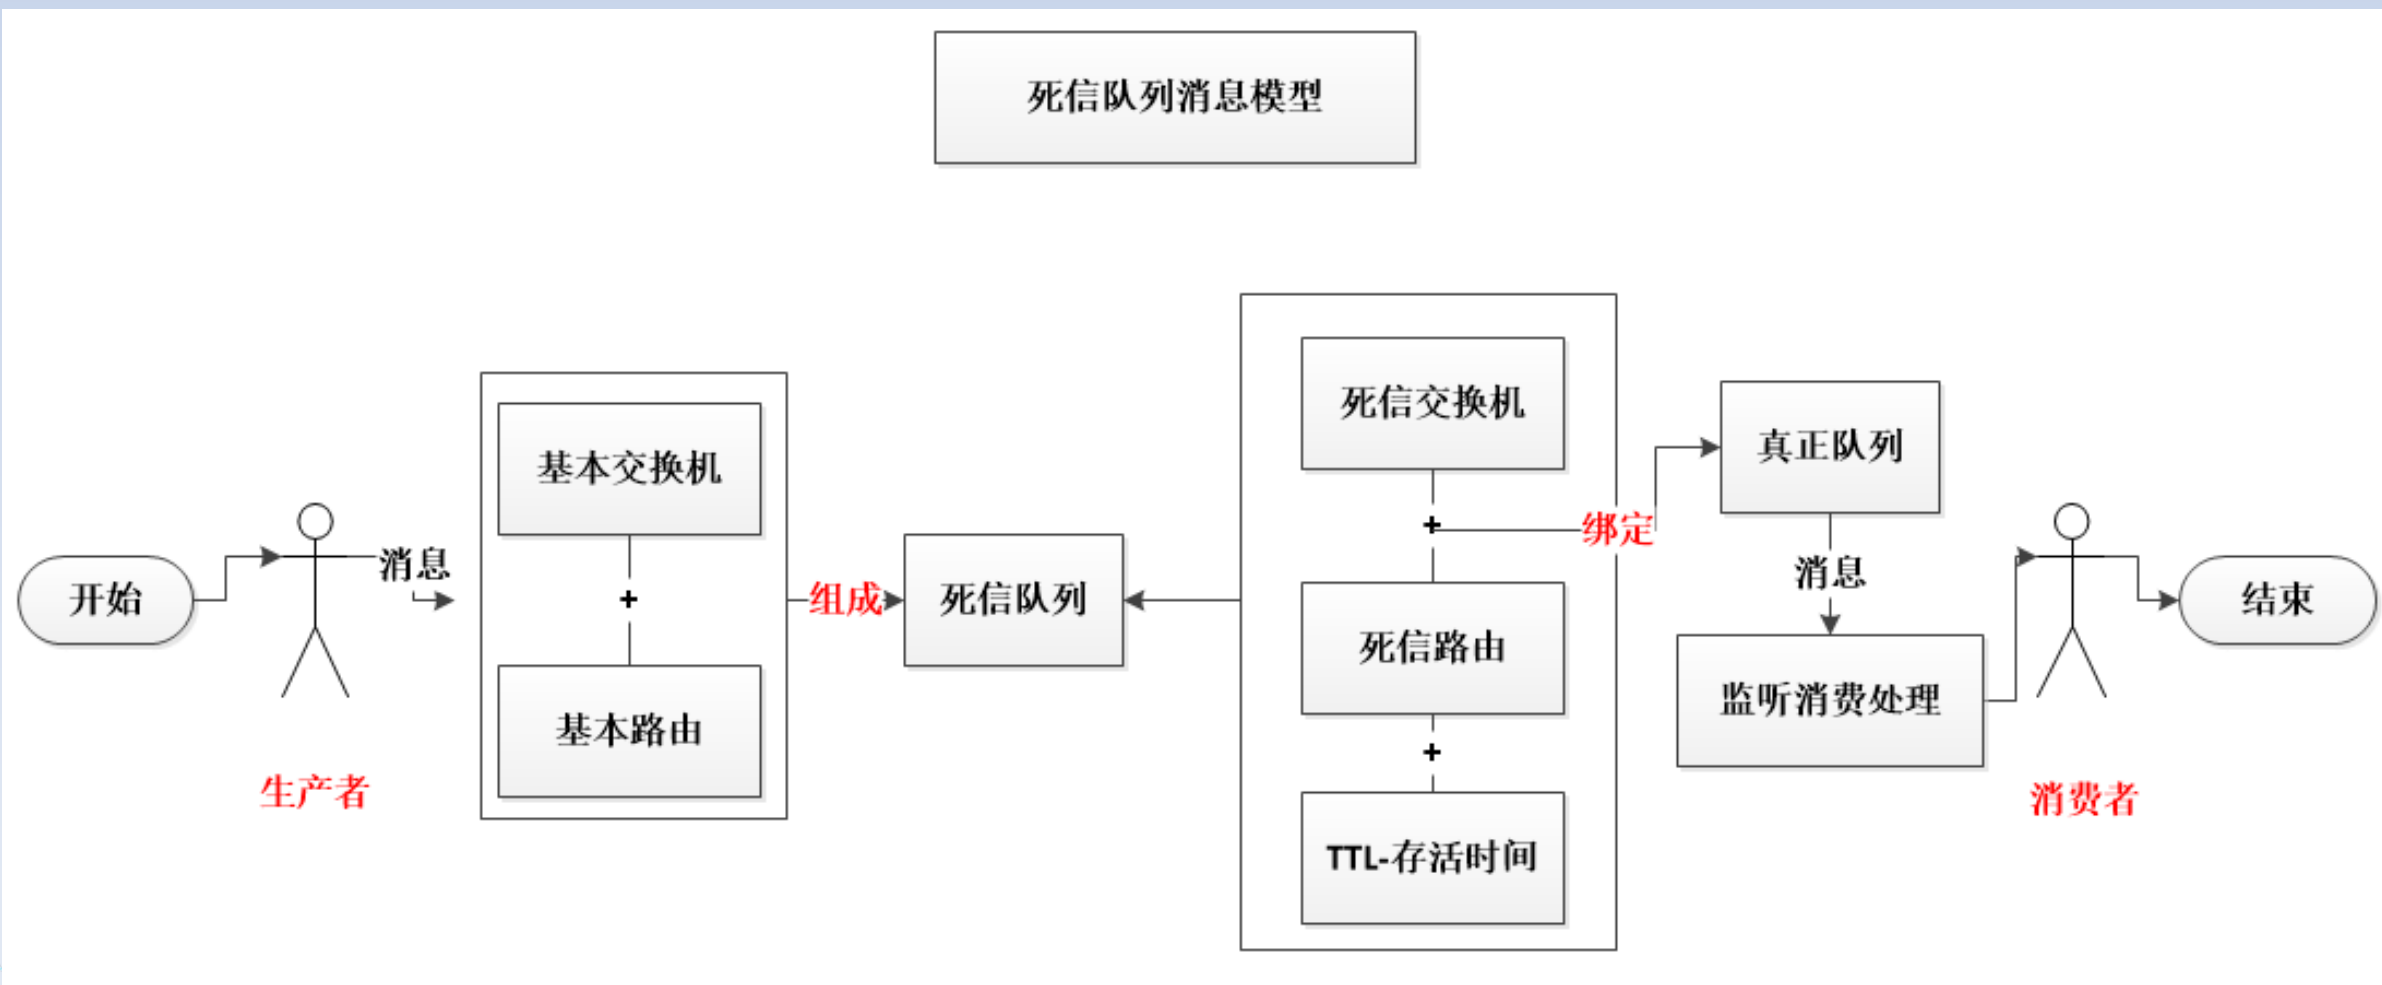 死信队列消息模型
开始
消息
生产者
基本交换机
+
基本路由
组成
死信队列
死信交换机
+
死信路由
+
TTL-存活时间
绑定
真正队列
消息
监听消费处理
消费者
结束